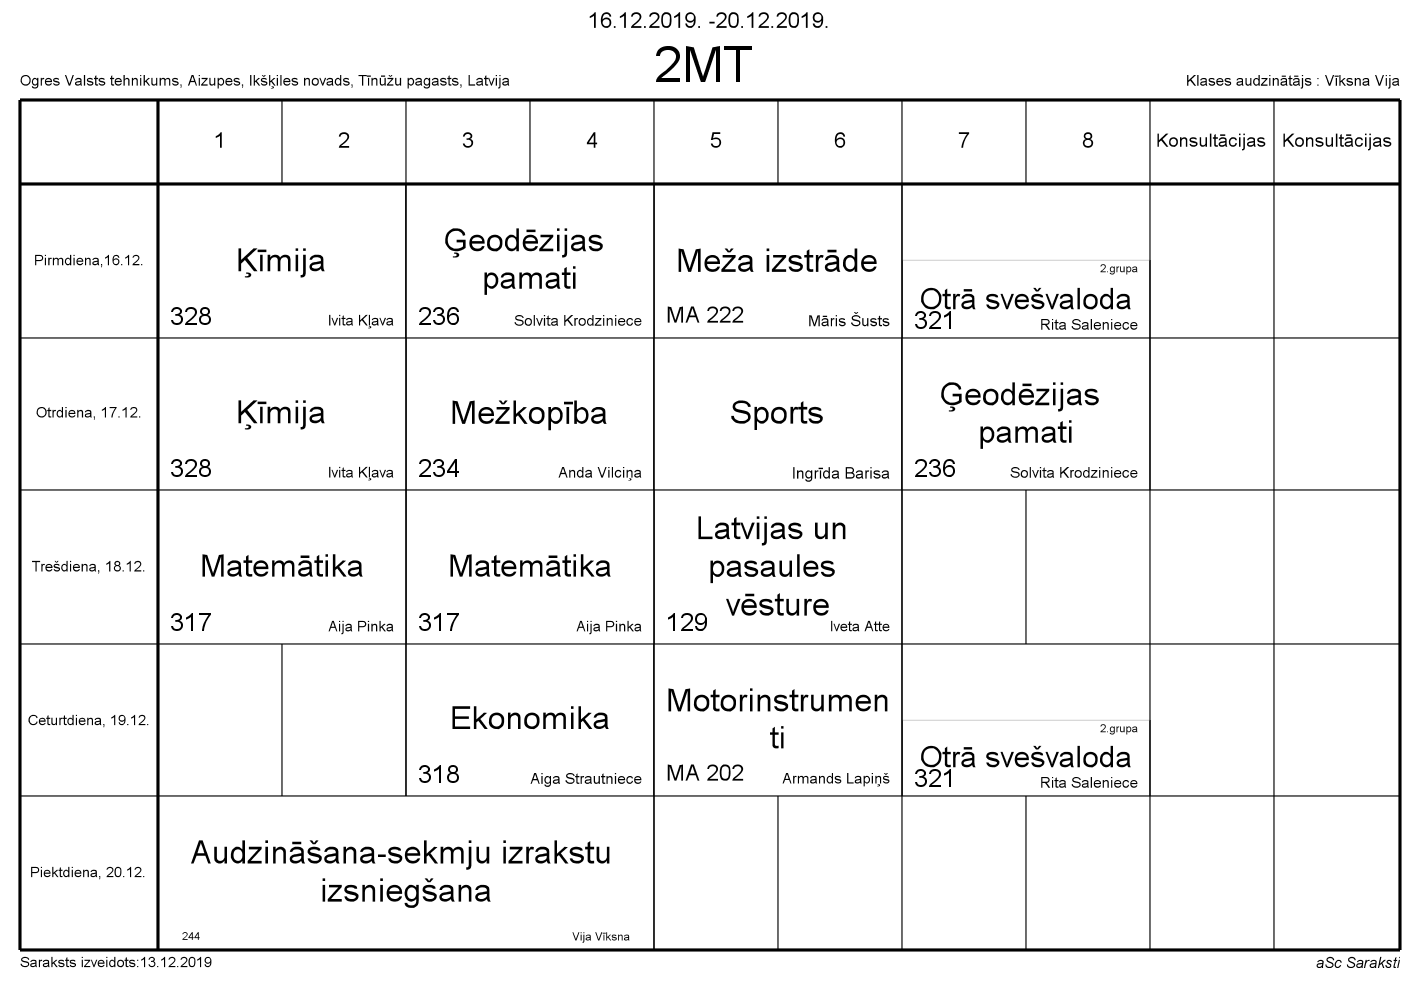 16.12.2019. -20.12.2019.
2MT
Ogres Valsts tehnikums, Aizupes, Ikšķiles novads, Tīnūžu pagasts, Latvija
Klases audzinātājs : Vīksna Vija
1 2 3 4 5 6 7 8 Konsultācijas Konsultācijas
Pirmdiena,16.12.
Ķīmija
328 Ivita Kļava
Ģeodēzijas
pamati
236 Solvita Krodziniece
Meža izstrāde
MA 222 Māris Šusts
2.grupa
Otrā svešvaloda
321 Rita Saleniece
Otrdiena, 17.12.
Ķīmija
328 Ivita Kļava
Mežkopība
234 Anda Vilciņa
Sports
Ingrīda Barisa
Ģeodēzijas
pamati
236 Solvita Krodziniece
Trešdiena, 18.12.
Matemātika
317 Aija Pinka
Matemātika
317 Aija Pinka
Latvijas un
pasaules
vēsture
129 Iveta Atte
Ceturtdiena, 19.12.
Ekonomika
318 Aiga Strautniece
Motorinstrumen
ti
MA 202 Armands Lapiņš
2.grupa
Otrā svešvaloda
321 Rita Saleniece
Piektdiena, 20.12.
Audzināšana-sekmju izrakstu
izsniegšana
244 Vija Vīksna
Saraksts izveidots:13.12.2019
aSc Saraksti